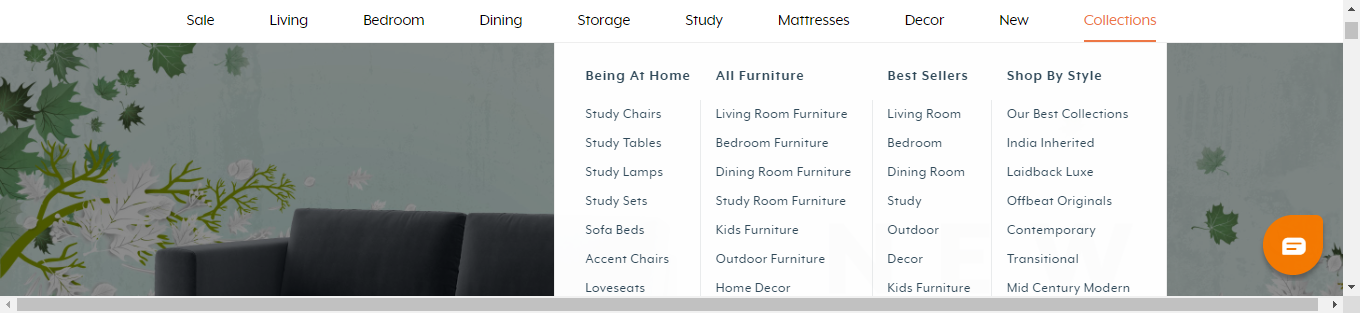 Sale Living Bedroom Dining Storage Study Mattresses Decor New Collections
Being At Home
Study Chairs
Study Tables
Study Lamps
Study Sets
Sofa Beds
Accent Chairs
Loveseats
All Furniture
Living Room Furniture
Bedroom Furniture
Dining Room Furniture
Study Room Furniture
Kids Furniture
Outdoor Furniture
Home Decor
Best Sellers
Living Room
Bedroom
Dining Room
Study
Outdoor
Decor
Kids Furniture
Shop By Style
Our Best Collections
India Inherited
Laidback Luxe
Offbeat Originals
Contemporary
Transitional
Mid Century Modern